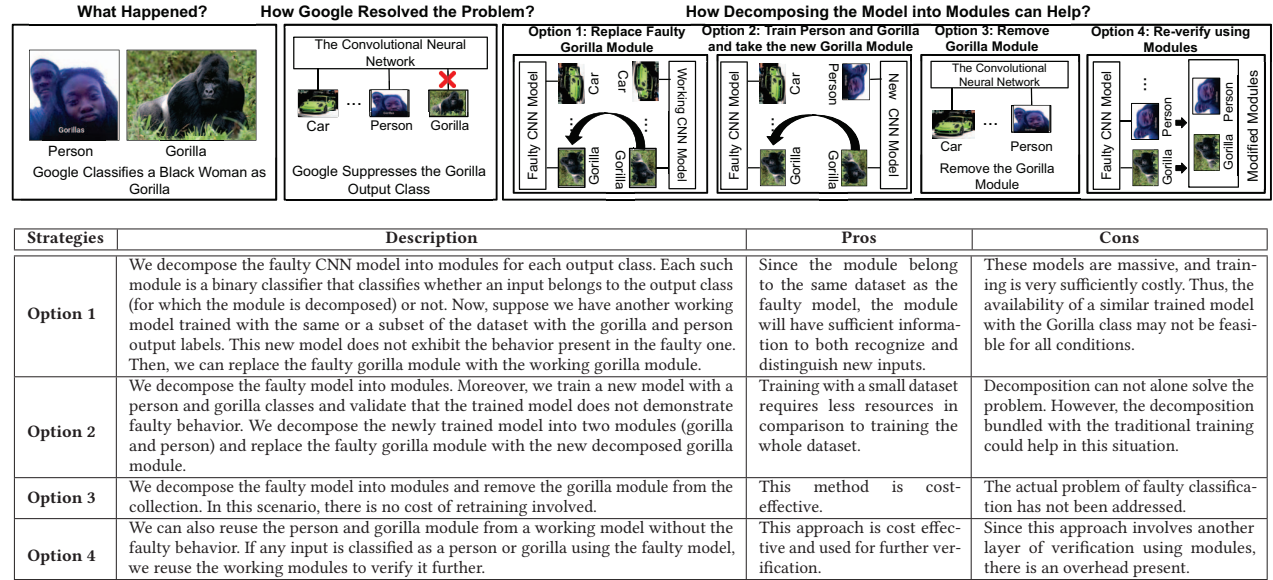 What Happened?
How Google Resolved the Problem?
How Decomposing the Model into Modules can Help?
Gorillas
Person
Gorilla
Google Classifies a Black Woman as
Gorilla
The Convolutional Neural
Network
...
Car
Person
Gorilla
Google Suppresses the Gorilla
Output Class
Option 1: Replace Faulty
Gorilla Module
Faulty CNN Model
Car
Car
...
...
Gorilla
Gorilla
Working CNN Model
Option 2: Train Person and Gorilla
and take the new Gorilla Module
Faulty CNN Model
Car
Person
...
Gorilla
Gorilla
New CNN Model
Option 3: Remove
Gorilla Module
The Convolutional
Neural Network
...
Car
Person
Remove the Gorilla
Module
Option 4: Re-verify using
Modules
Faulty CNN Model
...
Person
Person
Gorilla
Gorilla
Modified Modules
Strategies
Description
Pros
Cons
Option 1
We decompose the faulty CNN model into modules for each output class. Each such
module is a binary classifier that classifies whether an input belongs to the output class
(for which the module is decomposed) or not. Now, suppose we have another working
model trained with the same or a subset of the dataset with the gorilla and person
output labels. This new model does not exhibit the behavior present in the faulty one.
Then, we can replace the faulty gorilla module with the working gorilla module.
Since the module belong
to the same dataset as the
faulty model, the module
will have sufficient informa-
tion to both recognize and
distinguish new inputs.
These models are massive, and train-
ing is very sufficiently costly. Thus, the
availability of a similar trained model
with the Gorilla class may not be feasi-
ble for all conditions.
Option 2
We decompose the faulty model into modules. Moreover, we train a new model with a
person and gorilla classes and validate that the trained model does not demonstrate
faulty behavior. We decompose the newly trained model into two modules (gorilla
and person) and replace the faulty gorilla module with the new decomposed gorilla
module.
Training with a small dataset
requires less resources in
comparison to training the
whole dataset.
Decomposition can not alone solve the
problem. However, the decomposition
bundled with the traditional training
could help in this situation.
Option 3
We decompose the faulty model into modules and remove the gorilla module from the
collection. In this scenario, there is no cost of retraining involved.
This method is cost-
effective.
The actual problem of faulty classifica-
tion has not been addressed.
Option 4
We can also reuse the person and gorilla module from a working model without the
faulty behavior. If any input is classified as a person or gorilla using the faulty model,
we reuse the working modules to verify it further.
This approach is cost effec-
tive and used for further ver-
ification.
Since this approach involves another
layer of verification using modules,
there is an overhead present.